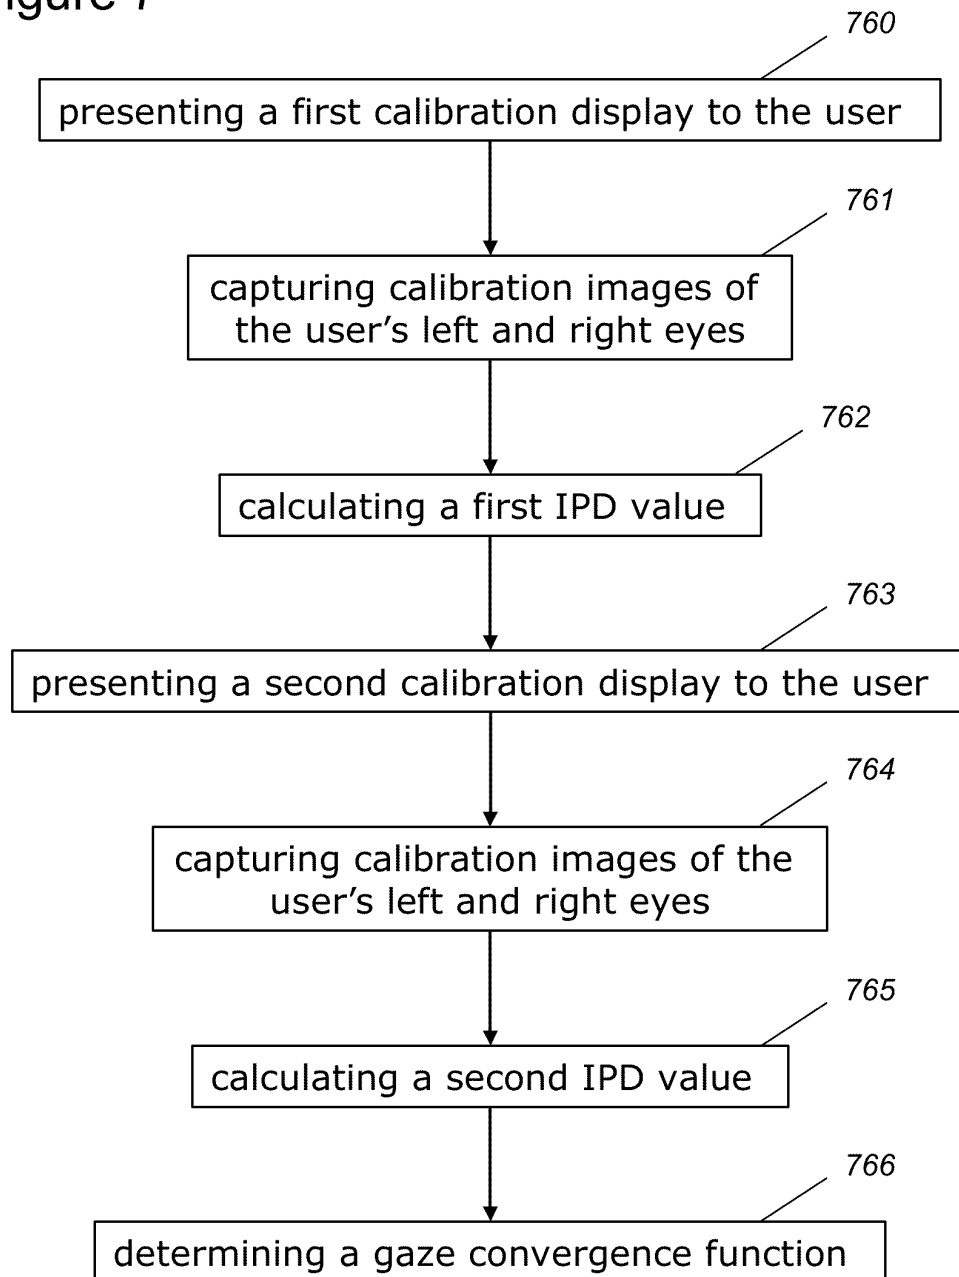 760
presenting a first calibration display to the user
761
capturing calibration images of
the user's left and right eyes
762
calculating a first IPD value
763
presenting a second calibration display to the user
764
capturing calibration images of the
user's left and right eyes
765
calculating a second IPD value
766
determining a gaze convergence function